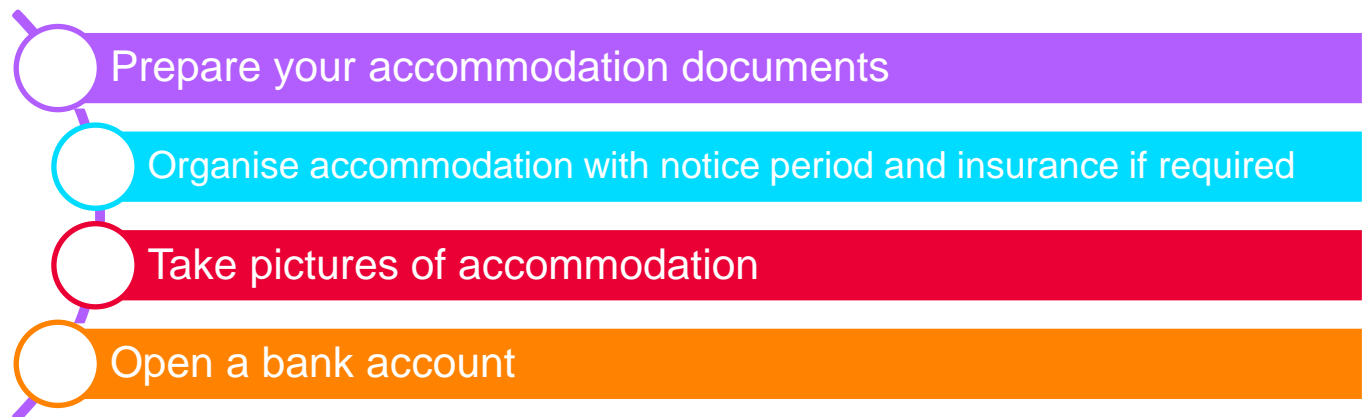 Prepare your accommodation documents
Organise accommodation with notice period and insurance if required
Take pictures of accommodation
Open a bank account